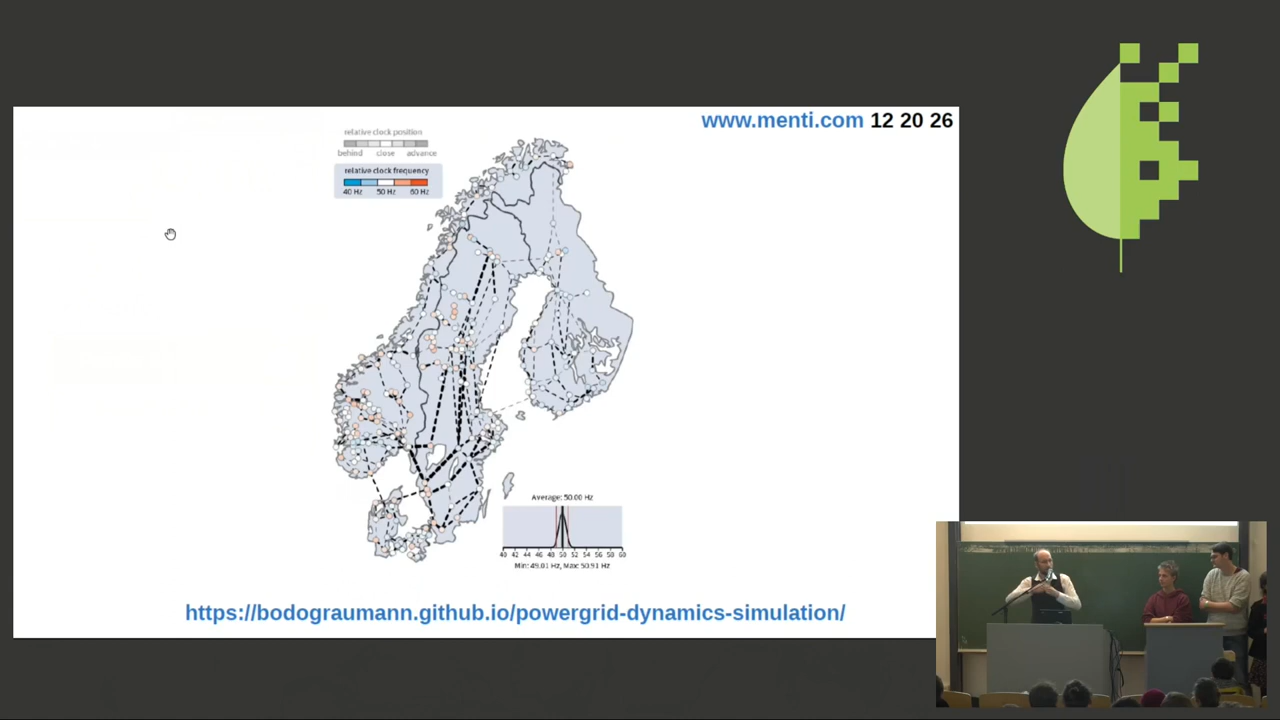 www.menti.com 12 20 26
relative clock position
behind close advance
relative clock frequency
40 Hz 50 Hz 60 Hz
Average: 50.00 Hz
40 42 44 46 48 50 52 54 56 58 60
Min: 49.01 Hz, Max: 50.91 Hz
https://bodograumann.github.io/powergrid-dynamics-simulation/